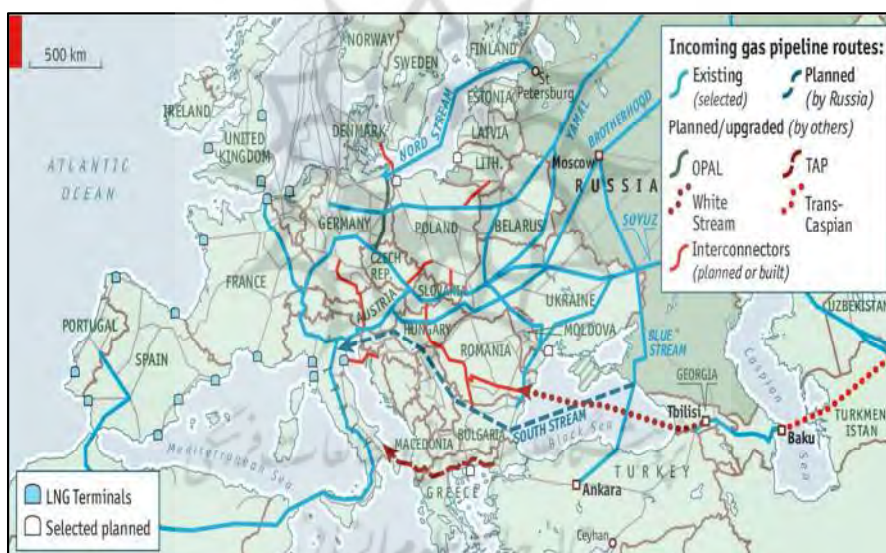 500 km
NORWAY
SWEDEN
FINLAND
St
Petersburg
ESTONIA
LATVIA
LITH.
IRELAND
UNITED
KINGDOM
DENMARK
NORD STREAM
YAMAL
BROTHERHOOD
Moscow
RUSSIA
ATLANTIC
OCEAN
GERMANY
POLAND
BELARUS
SOYUZ
CZECH
REP.
FRANCE
AUSTRIA
SLOVAKIA
UKRAINE
HUNGARY
MOLDOVA
ROMANIA
BLUE
STREAM
PORTUGAL
SPAIN
GEORGIA
Tbilisi
Caspian
Sea
UZBEKISTAN
TURKMEN
ISTAN
Baku
MACEDONIA
BULGARIA
SOUTH STREAM
Black Sea
Mediterranean Sea
GREECE
TURKEY
Ankara
Ceyhan
Incoming gas pipeline routes:
Existing
(selected)
Planned
(by Russia)
Planned/upgraded (by others)
OPAL
TAP
White
Stream
Trans-
Caspian
Interconnectors
(planned or built)
LNG Terminals
Selected planned